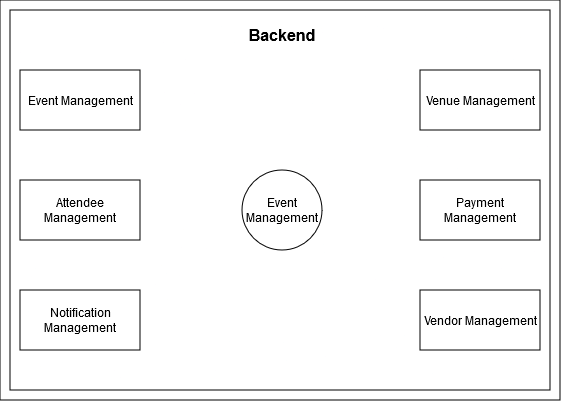 Backend
Event Management
Venue Management
Attendee
Management
Event
Management
Payment
Management
Notification
Management
Vendor Management